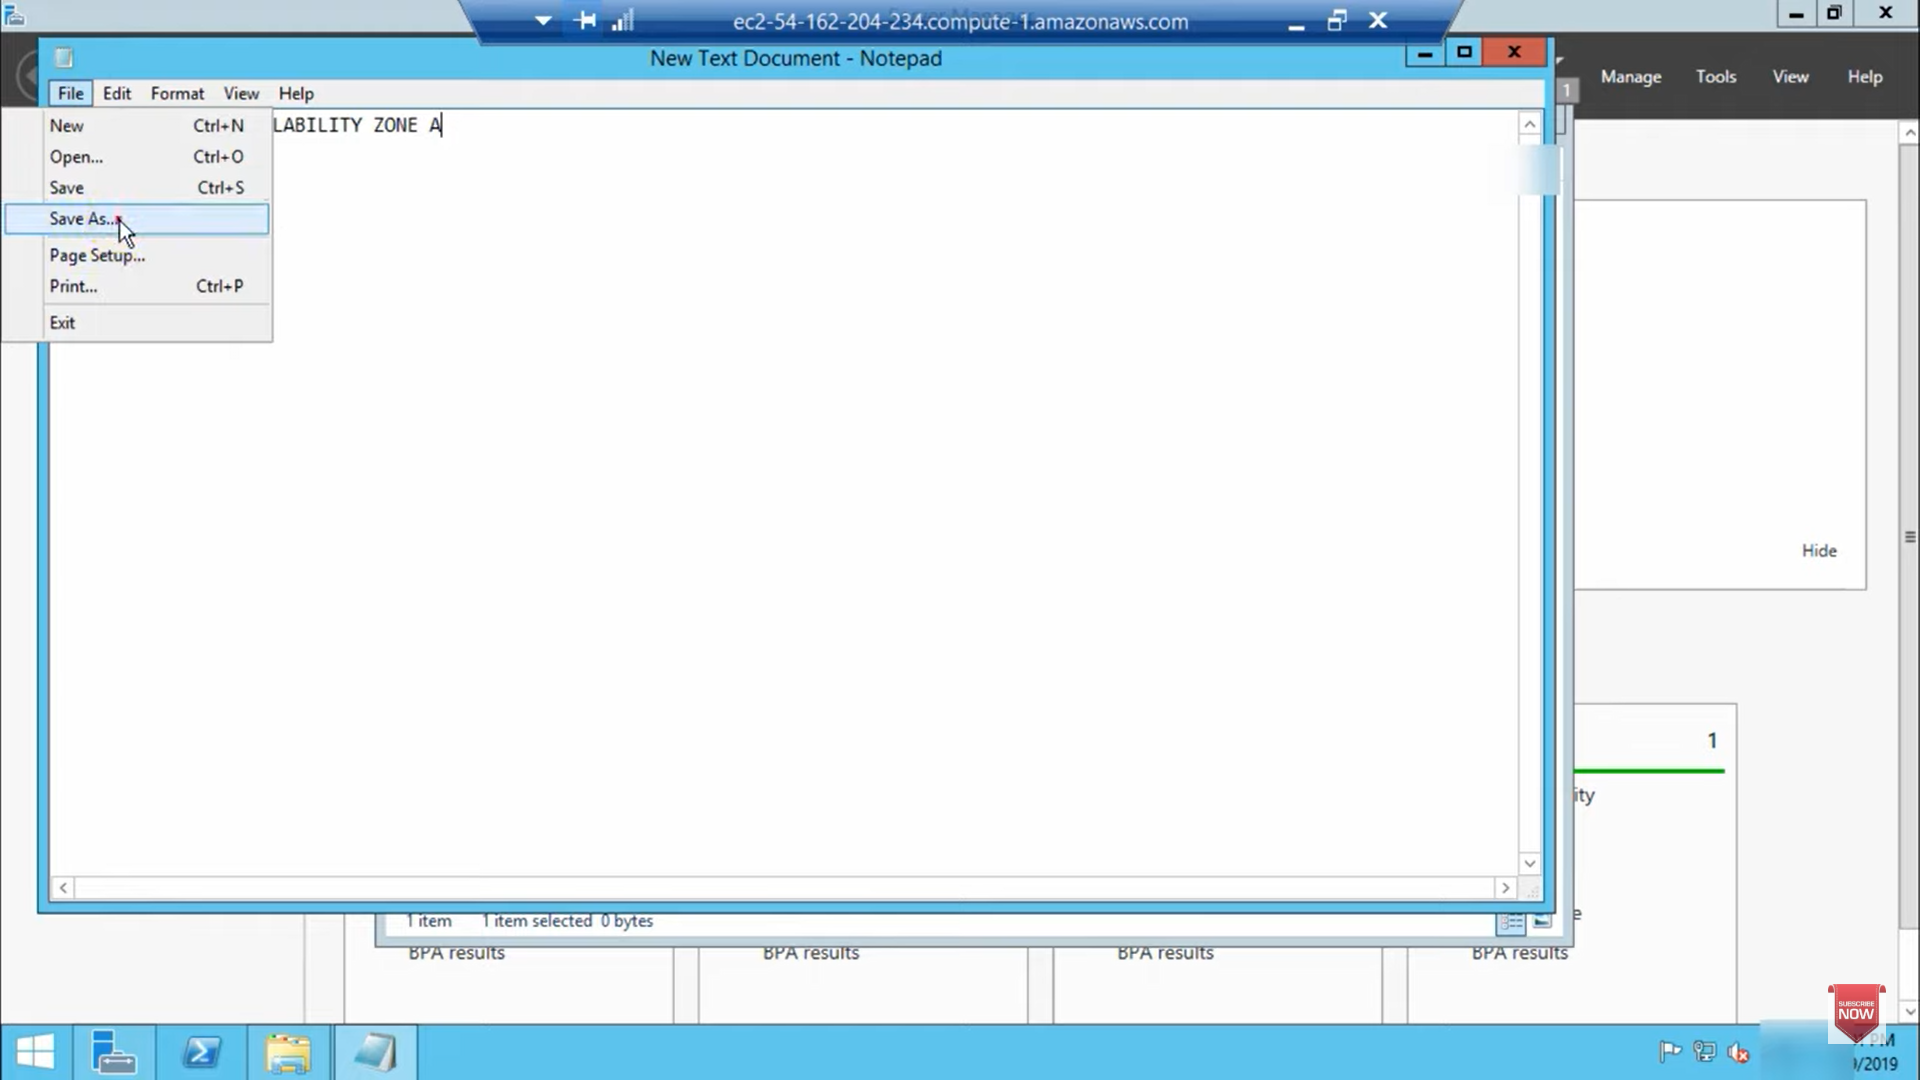 ec2-54-162-204-234.compute-1.amazonaws.com
New Text Document - Notepad
Manage Tools View Help
1
File Edit Format View Help
New Ctrl+N
LABILITY ZONE A
Open... Ctrl+O
Save Ctrl+S
Save As...
Page Setup...
Print... Ctrl+P
Exit
Hide
1
ity
1 item 1 item selected 0 bytes
e
BPA results
BPA results
BPA results
BPA results
SUBSCRIBE
NOW
PM
/2019